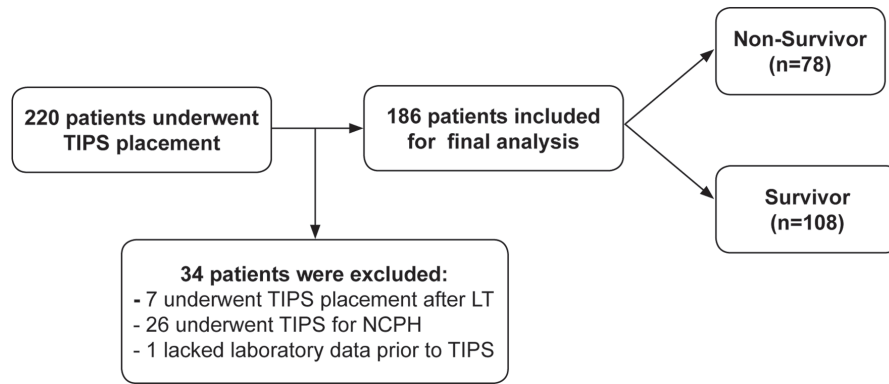 220 patients underwent
TIPS placement
186 patients included
for final analysis
Non-Survivor
(n=78)
Survivor
(n=108)
34 patients were excluded:
- 7 underwent TIPS placement after LT
- 26 underwent TIPS for NCPH
- 1 lacked laboratory data prior to TIPS